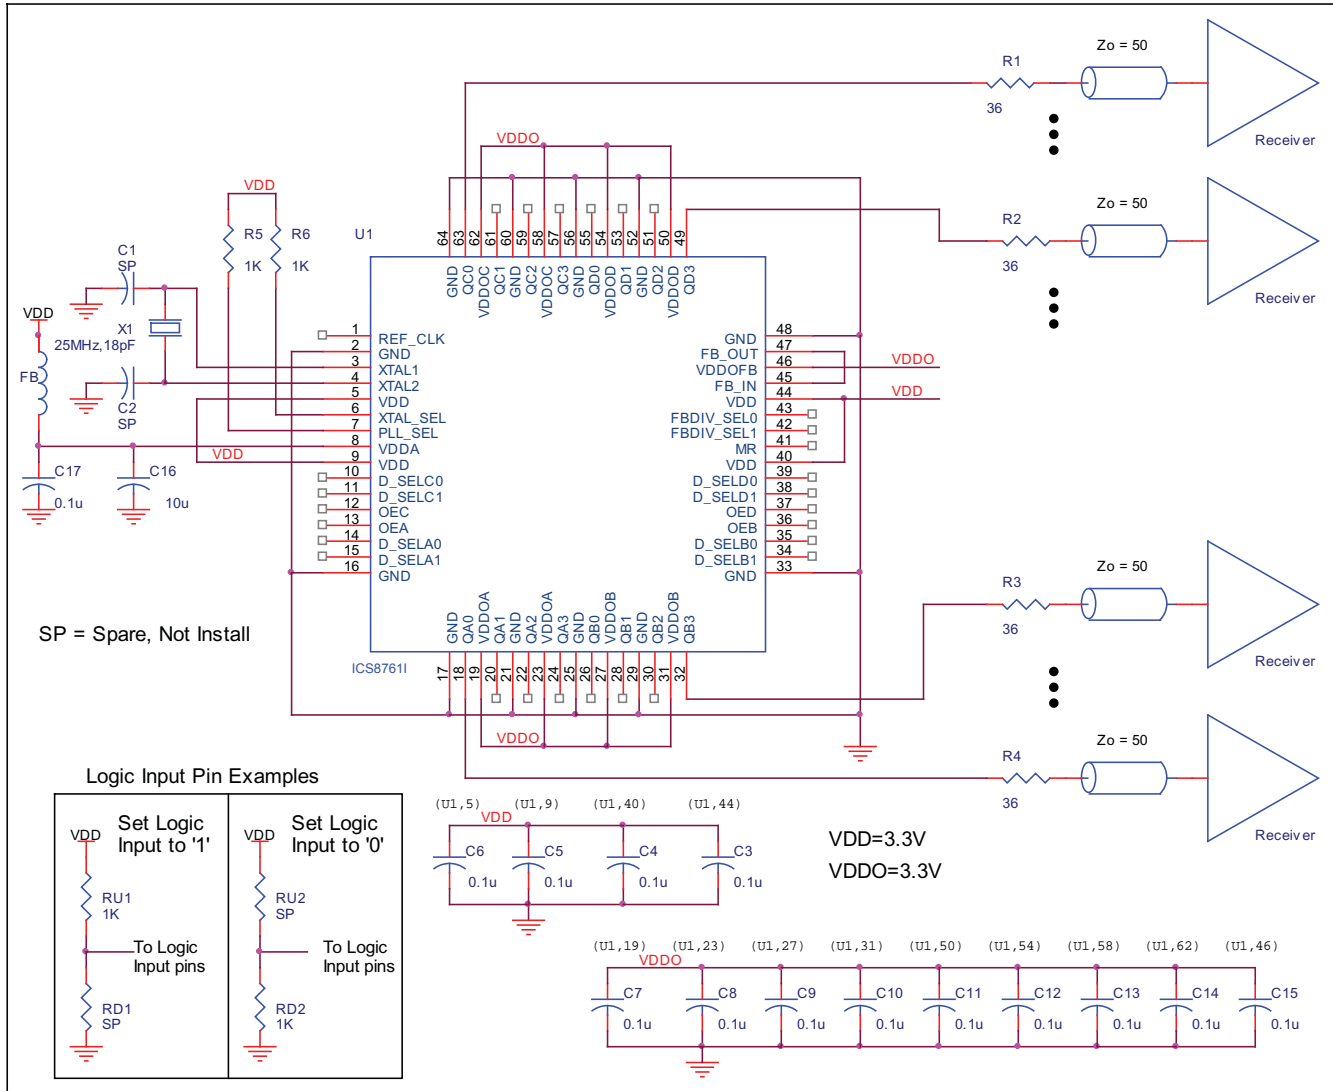 R1
36
Zo = 50
Receiver
R2
36
Zo = 50
Receiver
VDDO
VDD
R5
1K
R6
1K
U1
C1
SP
X1
25MHz,18pF
C2
SP
VDD
FB
C17
0.1u
C16
10u
VDD
64 63 62 61 60 59 58 57 56 55 54 53 52 51 50 49
GND QC0 VDDOC QC1 GND QC2 VDDOC QC3 GND QD0 VDDOD QD1 GND QD2 VDDOD QD3
1 REF_CLK
2 GND
3 XTAL1
4 XTAL2
5 VDD
6 XTAL_SEL
7 PLL_SEL
8 VDDA
9 VDD
10 D_SELC0
11 D_SELC1
12 OEC
13 OEA
14 D_SELA0
15 D_SELA1
16 GND
GND 48
FB_OUT 47
VDDOFB 46
FB_IN 45
VDD 44
FBDIV_SEL0 43
FBDIV_SEL1 42
MR 41
VDD 40
D_SELD0 39
D_SELD1 38
OED 37
OEB 36
D_SELB0 35
D_SELB1 34
GND 33
VDDO
VDD
GND QA0 VDDOA QA1 GND QA2 VDDOA QA3 GND QB0 VDDOB QB1 GND QB2 VDDOB QB3
17 18 19 20 21 22 23 24 25 26 27 28 29 30 31 32
ICS8761I
VDDO
SP = Spare, Not Install
R3
36
Zo = 50
Receiver
R4
36
Zo = 50
Receiver
Logic Input Pin Examples
VDD
Set Logic
Input to '1'
RU1
1K
To Logic
Input pins
RD1
SP
VDD
Set Logic
Input to '0'
RU2
SP
To Logic
Input pins
RD2
1K
(U1,5) (U1,9) (U1,40) (U1,44)
VDD
C6
0.1u
C5
0.1u
C4
0.1u
C3
0.1u
VDD=3.3V
VDDO=3.3V
(U1,19) (U1,23) (U1,27) (U1,31) (U1,50) (U1,54) (U1,58) (U1,62) (U1,46)
VDDO
C7
0.1u
C8
0.1u
C9
0.1u
C10
0.1u
C11
0.1u
C12
0.1u
C13
0.1u
C14
0.1u
C15
0.1u